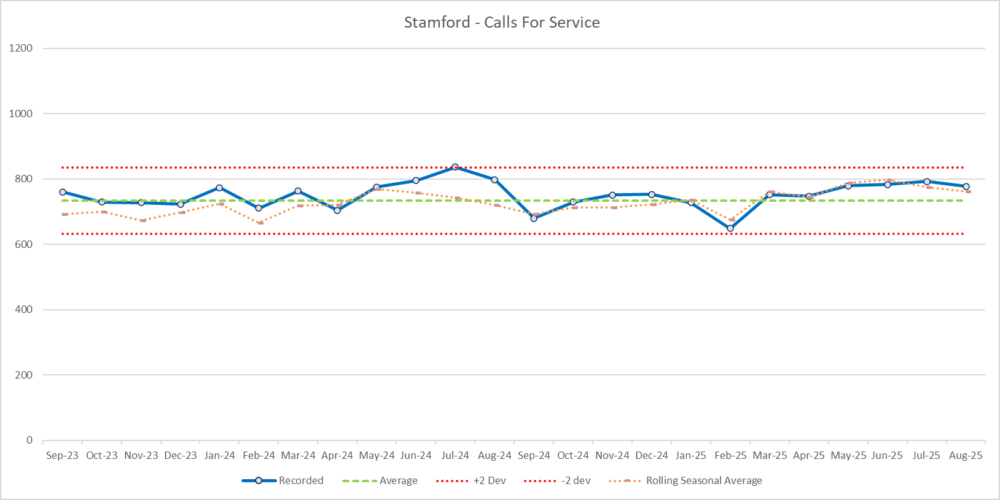 Stamford - Calls For Service
1200
1000
800
600
400
200
0
Sep-23 Oct-23 Nov-23 Dec-23 Jan-24 Feb-24 Mar-24 Apr-24 May-24 Jun-24 Jul-24 Aug-24 Sep-24 Oct-24 Nov-24 Dec-24 Jan-25 Feb-25 Mar-25 Apr-25 May-25 Jun-25 Jul-25 Aug-25
Recorded Average +2 Dev -2 dev Rolling Seasonal Average